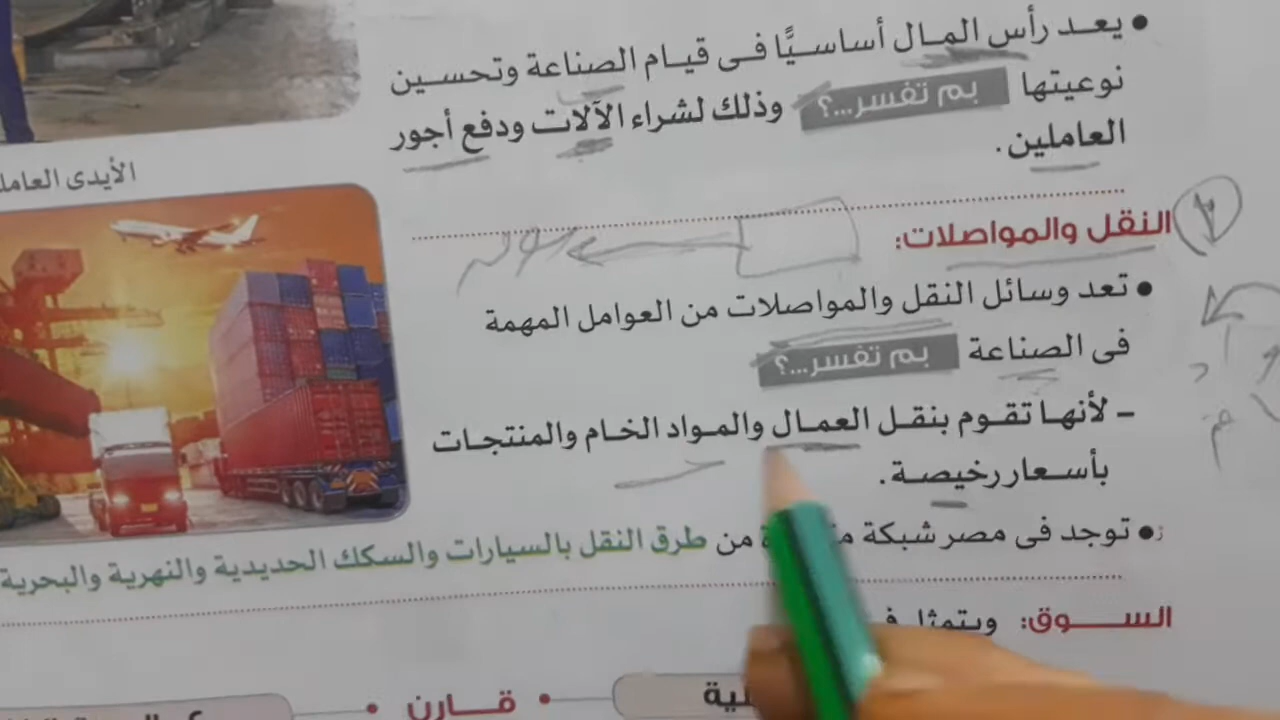 • يعد رأس المال أساسيًّا فى قيام الصناعة وتحسين
نوعيتها بم تفسر...؟ وذلك لشراء الآلات ودفع أجور
العاملين.
الأيدى
النقل والمواصلات:
• تعد وسائل النقل والمواصلات من العوامل المهمة
فى الصناعة بم تفسر...؟
- لأنها تقوم بنقل العمال والمواد الخام والمنتجات
بأسعار رخيصة.
• توجد فى مصر شبكة من طرق النقل بالسيارات والسكك الحديدية والنهرية والبحرية
السوق: ويتمثل
• قارن •